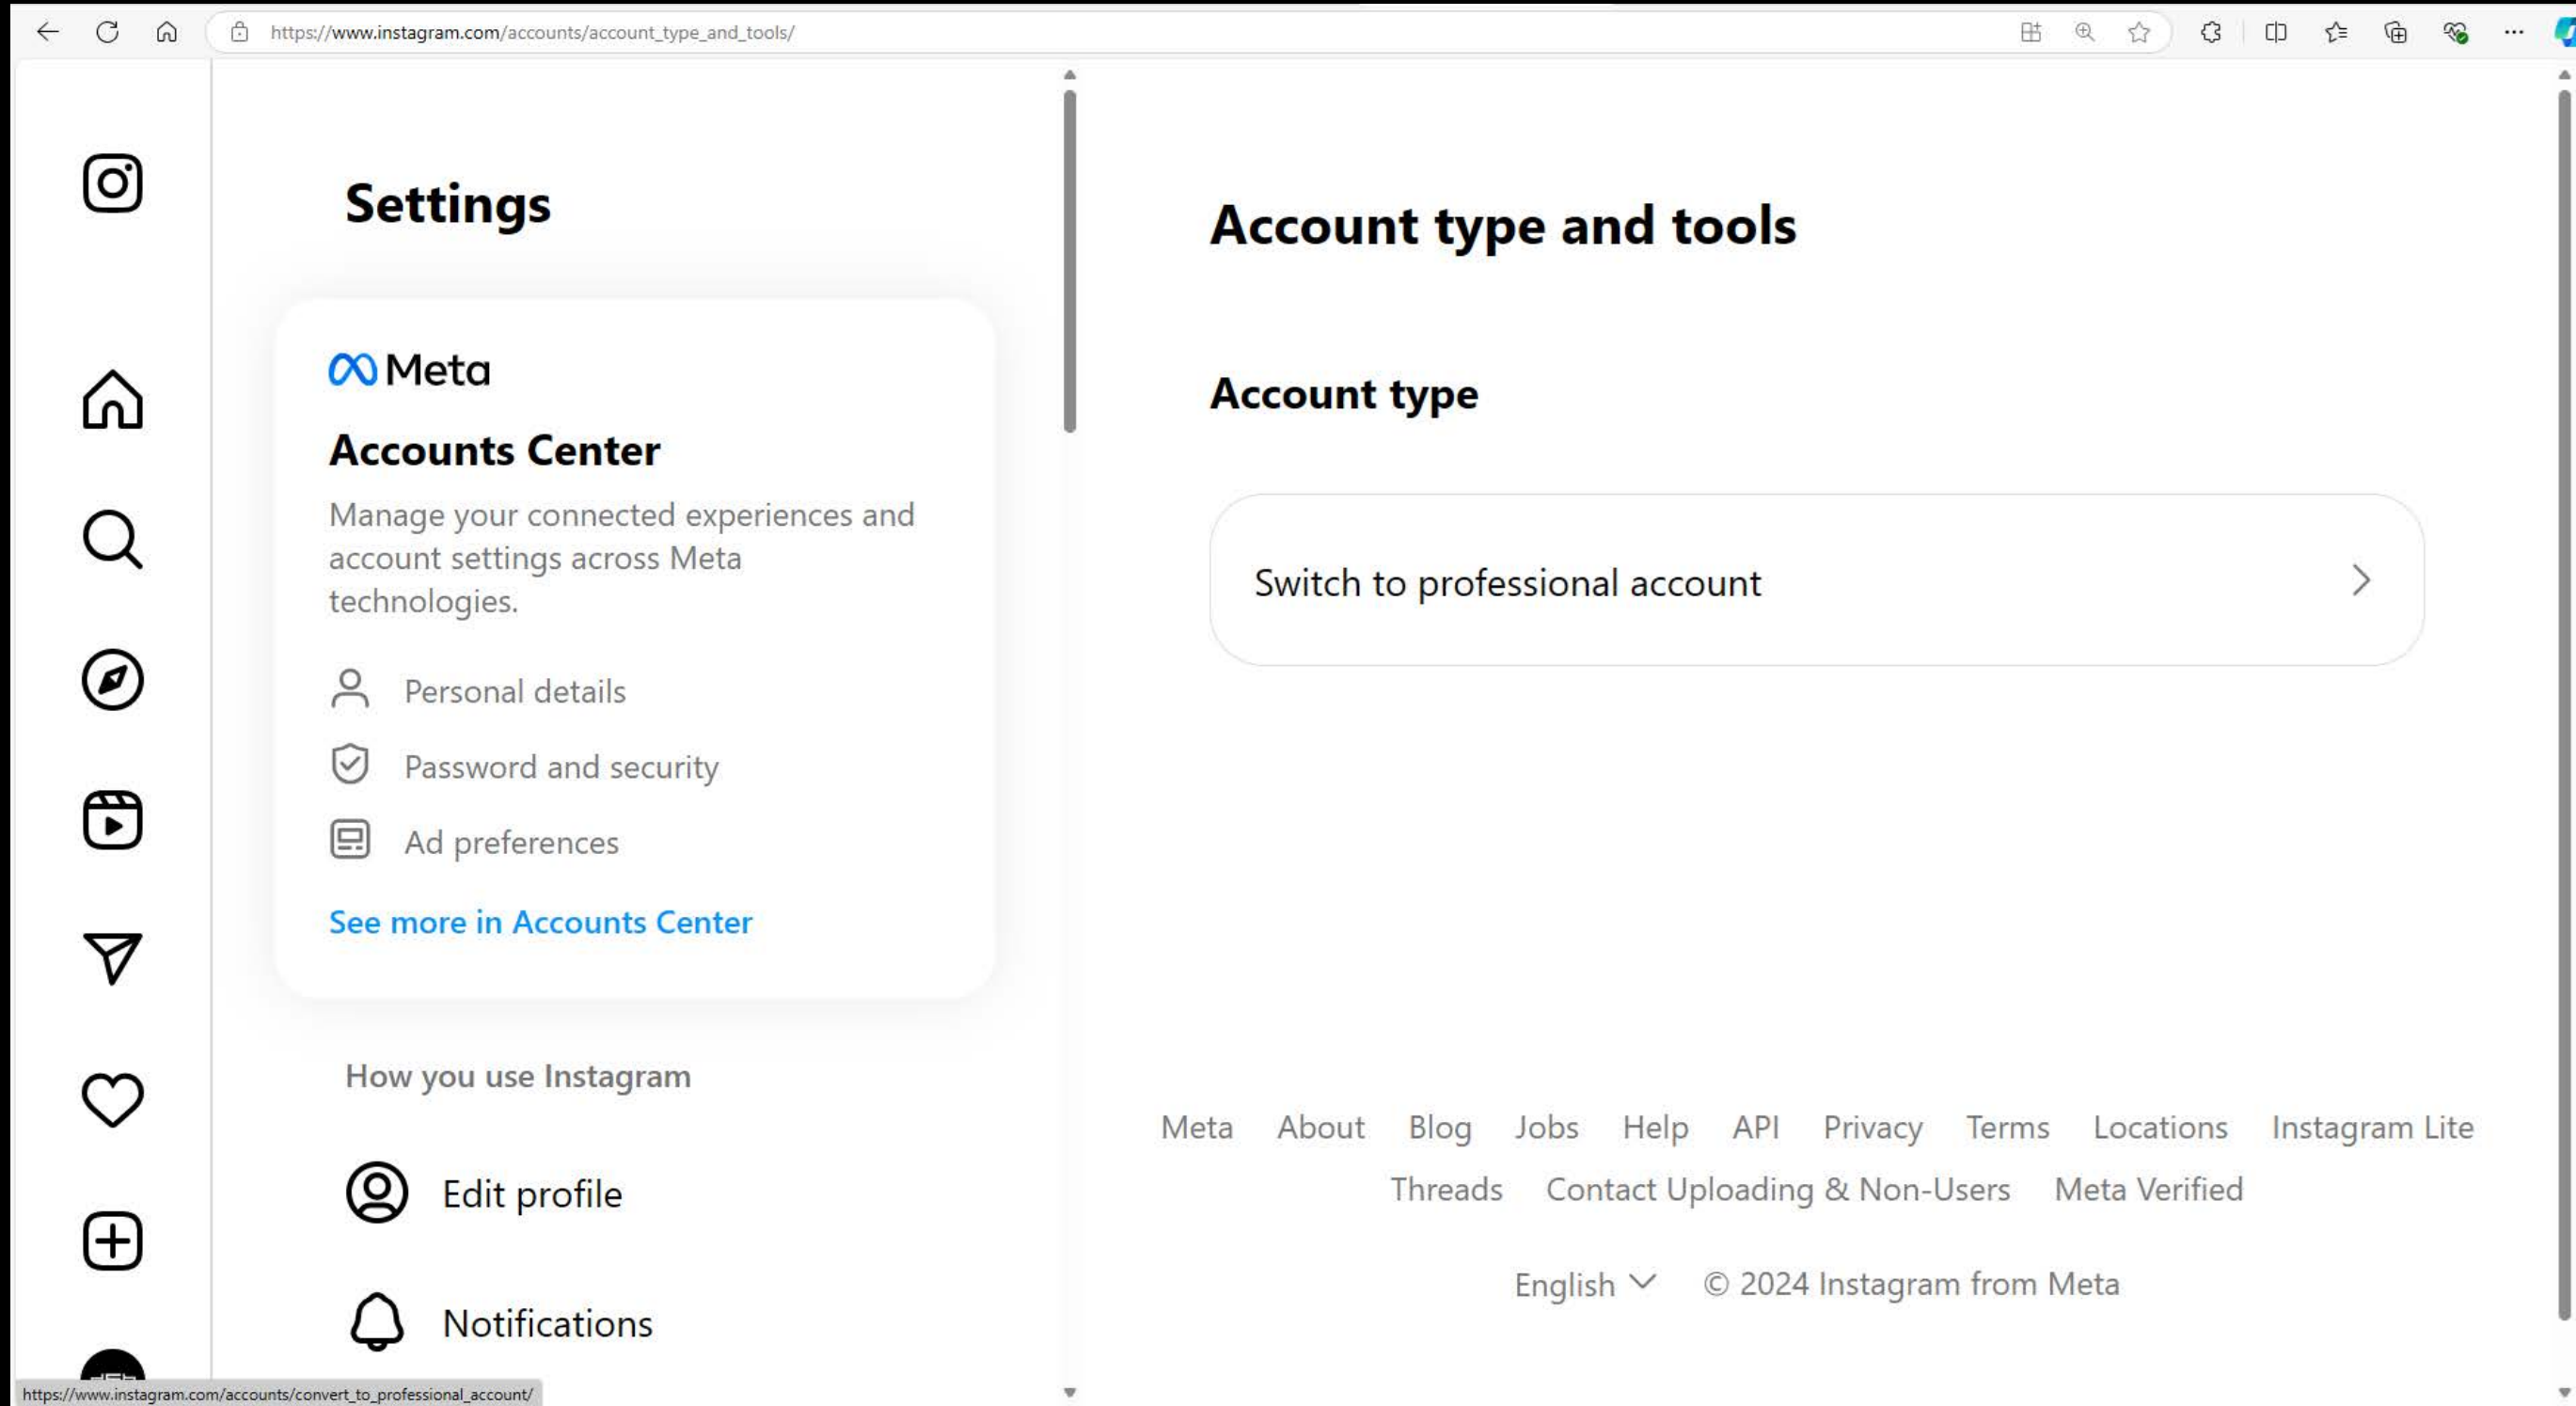 https://www.instagram.com/accounts/account_type_and_tools/
Settings
Meta
Accounts Center
Manage your connected experiences and
account settings across Meta
technologies.
Personal details
Password and security
Ad preferences
See more in Accounts Center
How you use Instagram
Edit profile
Notifications
Account type and tools
Account type
Switch to professional account
Meta About Blog Jobs Help API Privacy Terms Locations Instagram Lite
Threads Contact Uploading & Non-Users Meta Verified
English © 2024 Instagram from Meta
https://www.instagram.com/accounts/convert_to_professional_account/